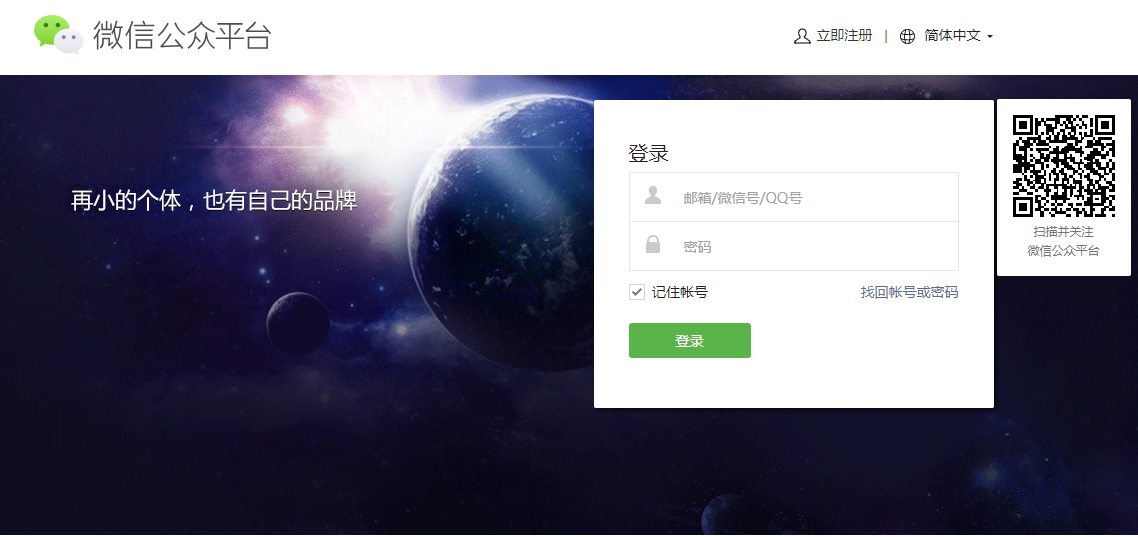 微信公众平台
立即注册 | 简体中文
登录
再小的个体，也有自己的品牌
邮箱/微信号/QQ号
密码
记住帐号 找回帐号或密码
登录
扫描并关注
微信公众平台